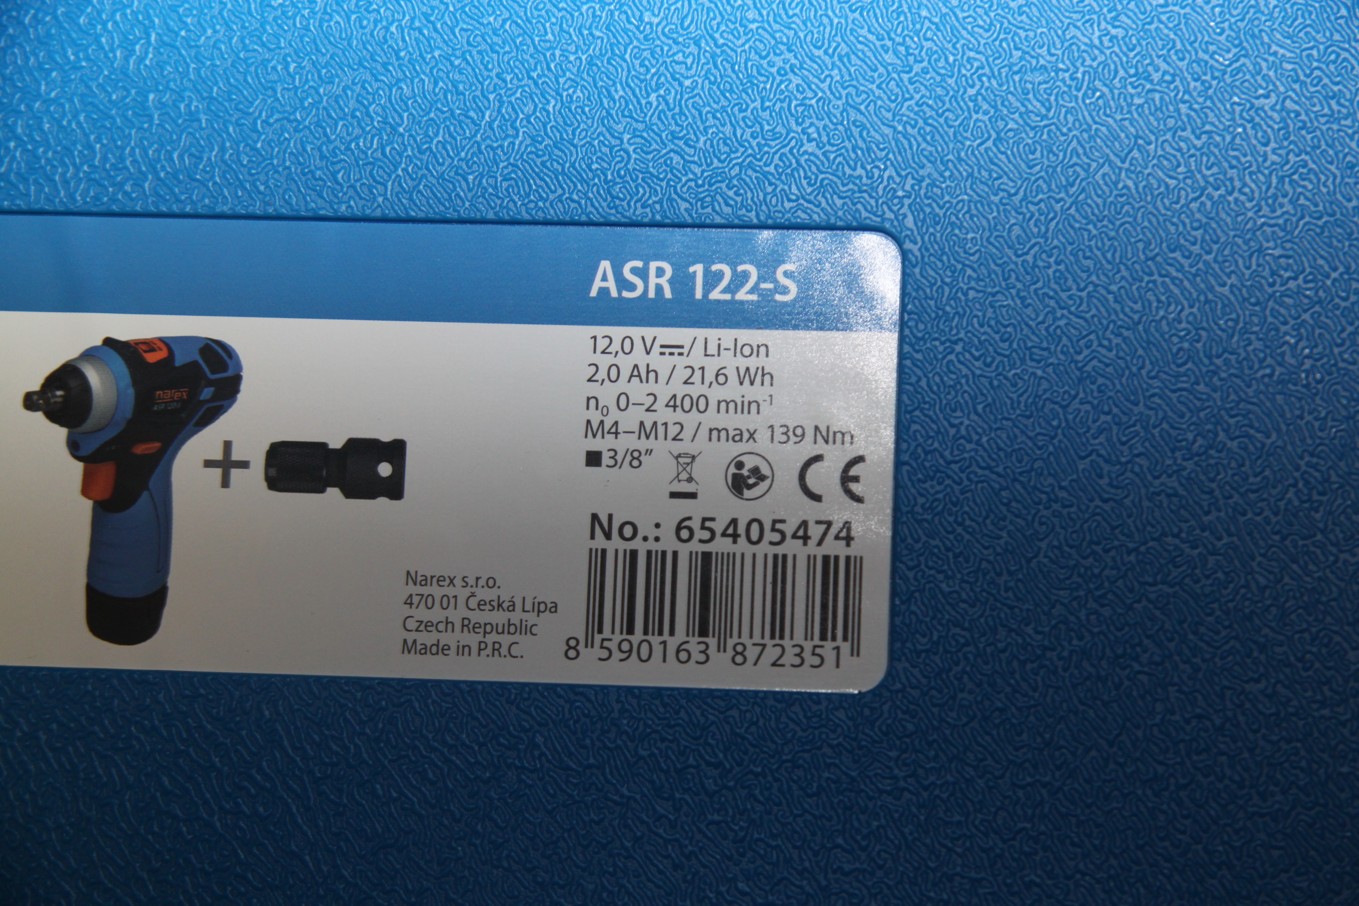 ASR 122-S
12,0 V / Li-Ion
2,0 Ah / 21,6 Wh
n₀ 0–2 400 min⁻¹
M4–M12 / max 139 Nm
■3/8″
CE
No.: 65405474
8 590163 872351
narex
Narex s.r.o.
470 01 Česká Lípa
Czech Republic
Made in P.R.C.